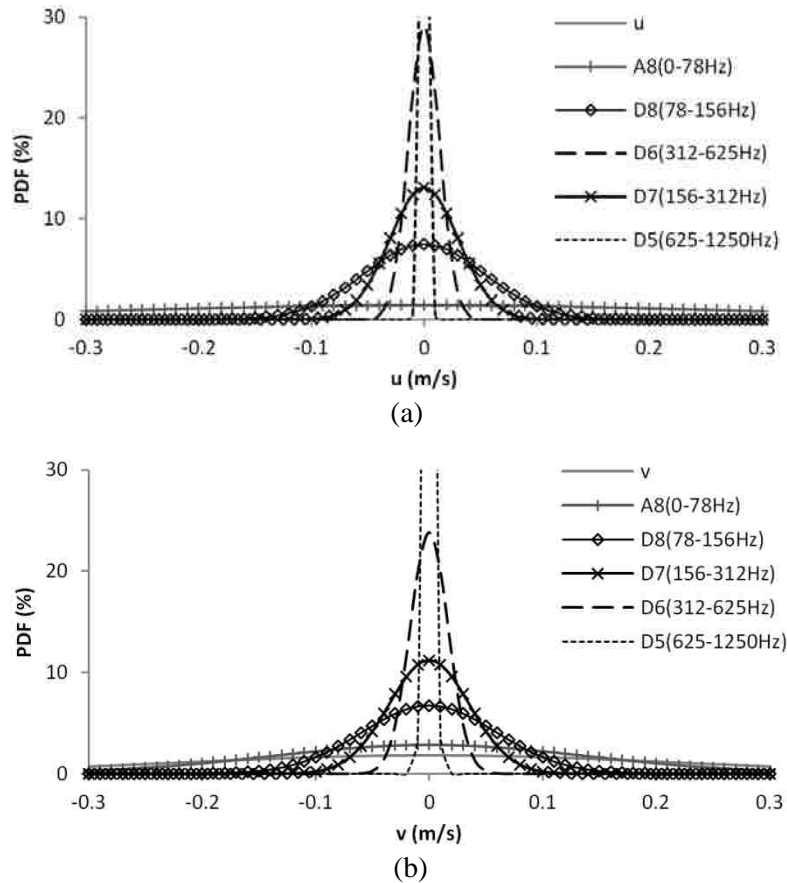 30
20
10
0
PDF (%)
-0.3
-0.2
-0.1
0
0.1
0.2
0.3
u (m/s)
u
A8(0-78Hz)
D8(78-156Hz)
D6(312-625Hz)
D7(156-312Hz)
D5(625-1250Hz)
(a)
30
20
10
0
PDF (%)
-0.3
-0.2
-0.1
0
0.1
0.2
0.3
v (m/s)
v
A8(0-78Hz)
D8(78-156Hz)
D7(156-312Hz)
D6(312-625Hz)
D5(625-1250Hz)
(b)